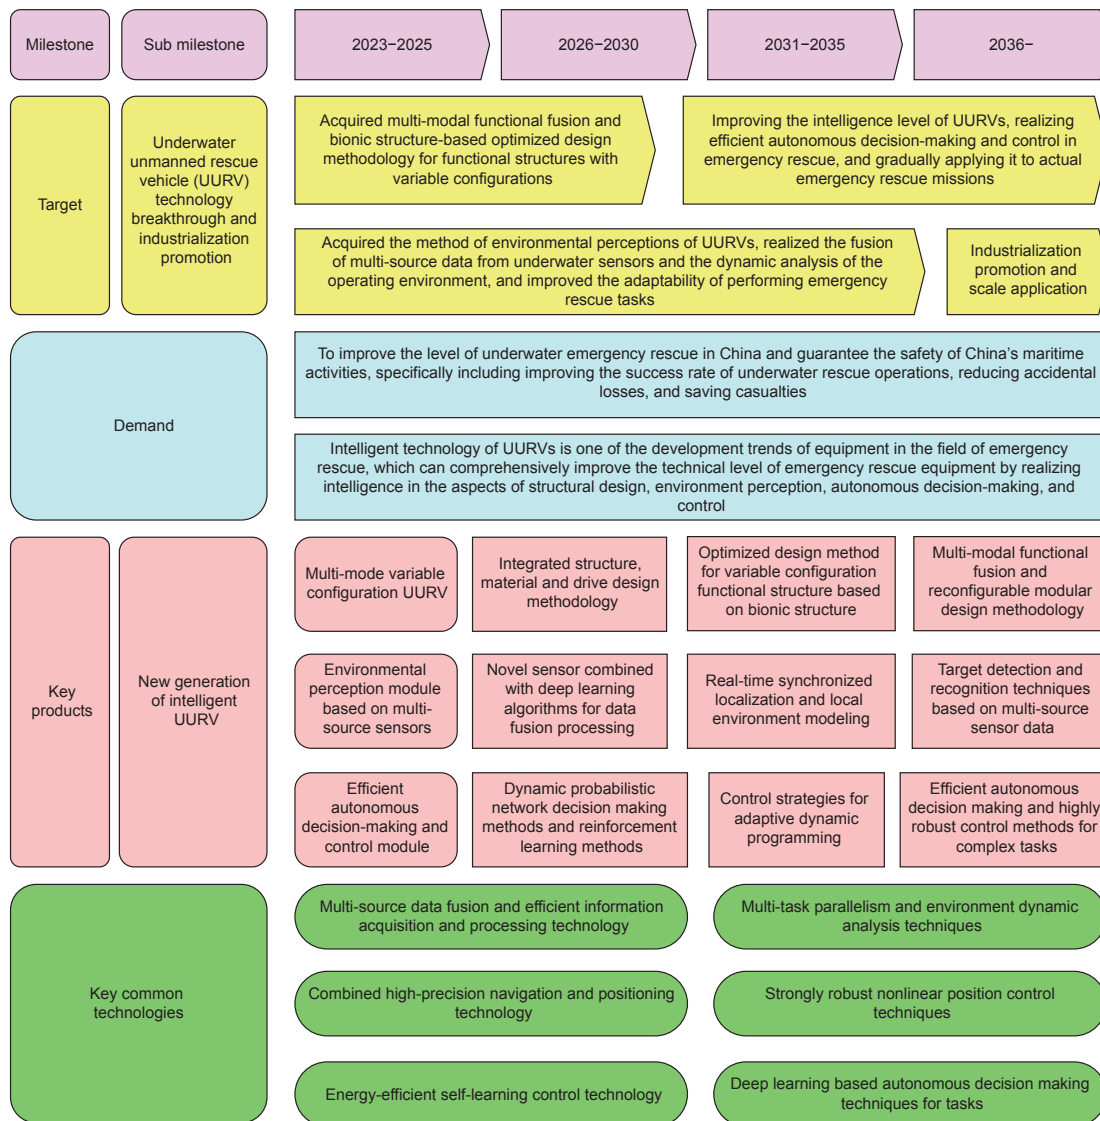 Milestone
Sub milestone
2023−2025
2026−2030
2031−2035
2036−
Target
Underwater
unmanned rescue
vehicle (UURV)
technology
breakthrough and
industrialization
promotion
Acquired multi-modal functional fusion and
bionic structure-based optimized design
methodology for functional structures with
variable configurations
Improving the intelligence level of UURVs, realizing
efficient autonomous decision-making and control in
emergency rescue, and gradually applying it to actual
emergency rescue missions
Acquired the method of environmental perceptions of UURVs, realized the fusion
of multi-source data from underwater sensors and the dynamic analysis of the
operating environment, and improved the adaptability of performing emergency
rescue tasks
Industrialization
promotion and
scale application
Demand
To improve the level of underwater emergency rescue in China and guarantee the safety of China’s maritime
activities, specifically including improving the success rate of underwater rescue operations, reducing accidental
losses, and saving casualties
Intelligent technology of UURVs is one of the development trends of equipment in the field of emergency
rescue, which can comprehensively improve the technical level of emergency rescue equipment by realizing
intelligence in the aspects of structural design, environment perception, autonomous decision-making, and
control
Key
products
New generation
of intelligent
UURV
Multi-mode variable
configuration UURV
Integrated structure,
material and drive design
methodology
Optimized design method
for variable configuration
functional structure based
on bionic structure
Multi-modal functional
fusion and
reconfigurable modular
design methodology
Environmental
perception module
based on multi-
source sensors
Novel sensor combined
with deep learning
algorithms for data
fusion processing
Real-time synchronized
localization and local
environment modeling
Target detection and
recognition techniques
based on multi-source
sensor data
Efficient
autonomous
decision-making and
control module
Dynamic probabilistic
network decision making
methods and reinforcement
learning methods
Control strategies for
adaptive dynamic
programming
Efficient autonomous
decision making and highly
robust control methods for
complex tasks
Key common
technologies
Multi-source data fusion and efficient information
acquisition and processing technology
Multi-task parallelism and environment dynamic
analysis techniques
Combined high-precision navigation and positioning
technology
Strongly robust nonlinear position control
techniques
Energy-efficient self-learning control technology
Deep learning based autonomous decision making
techniques for tasks